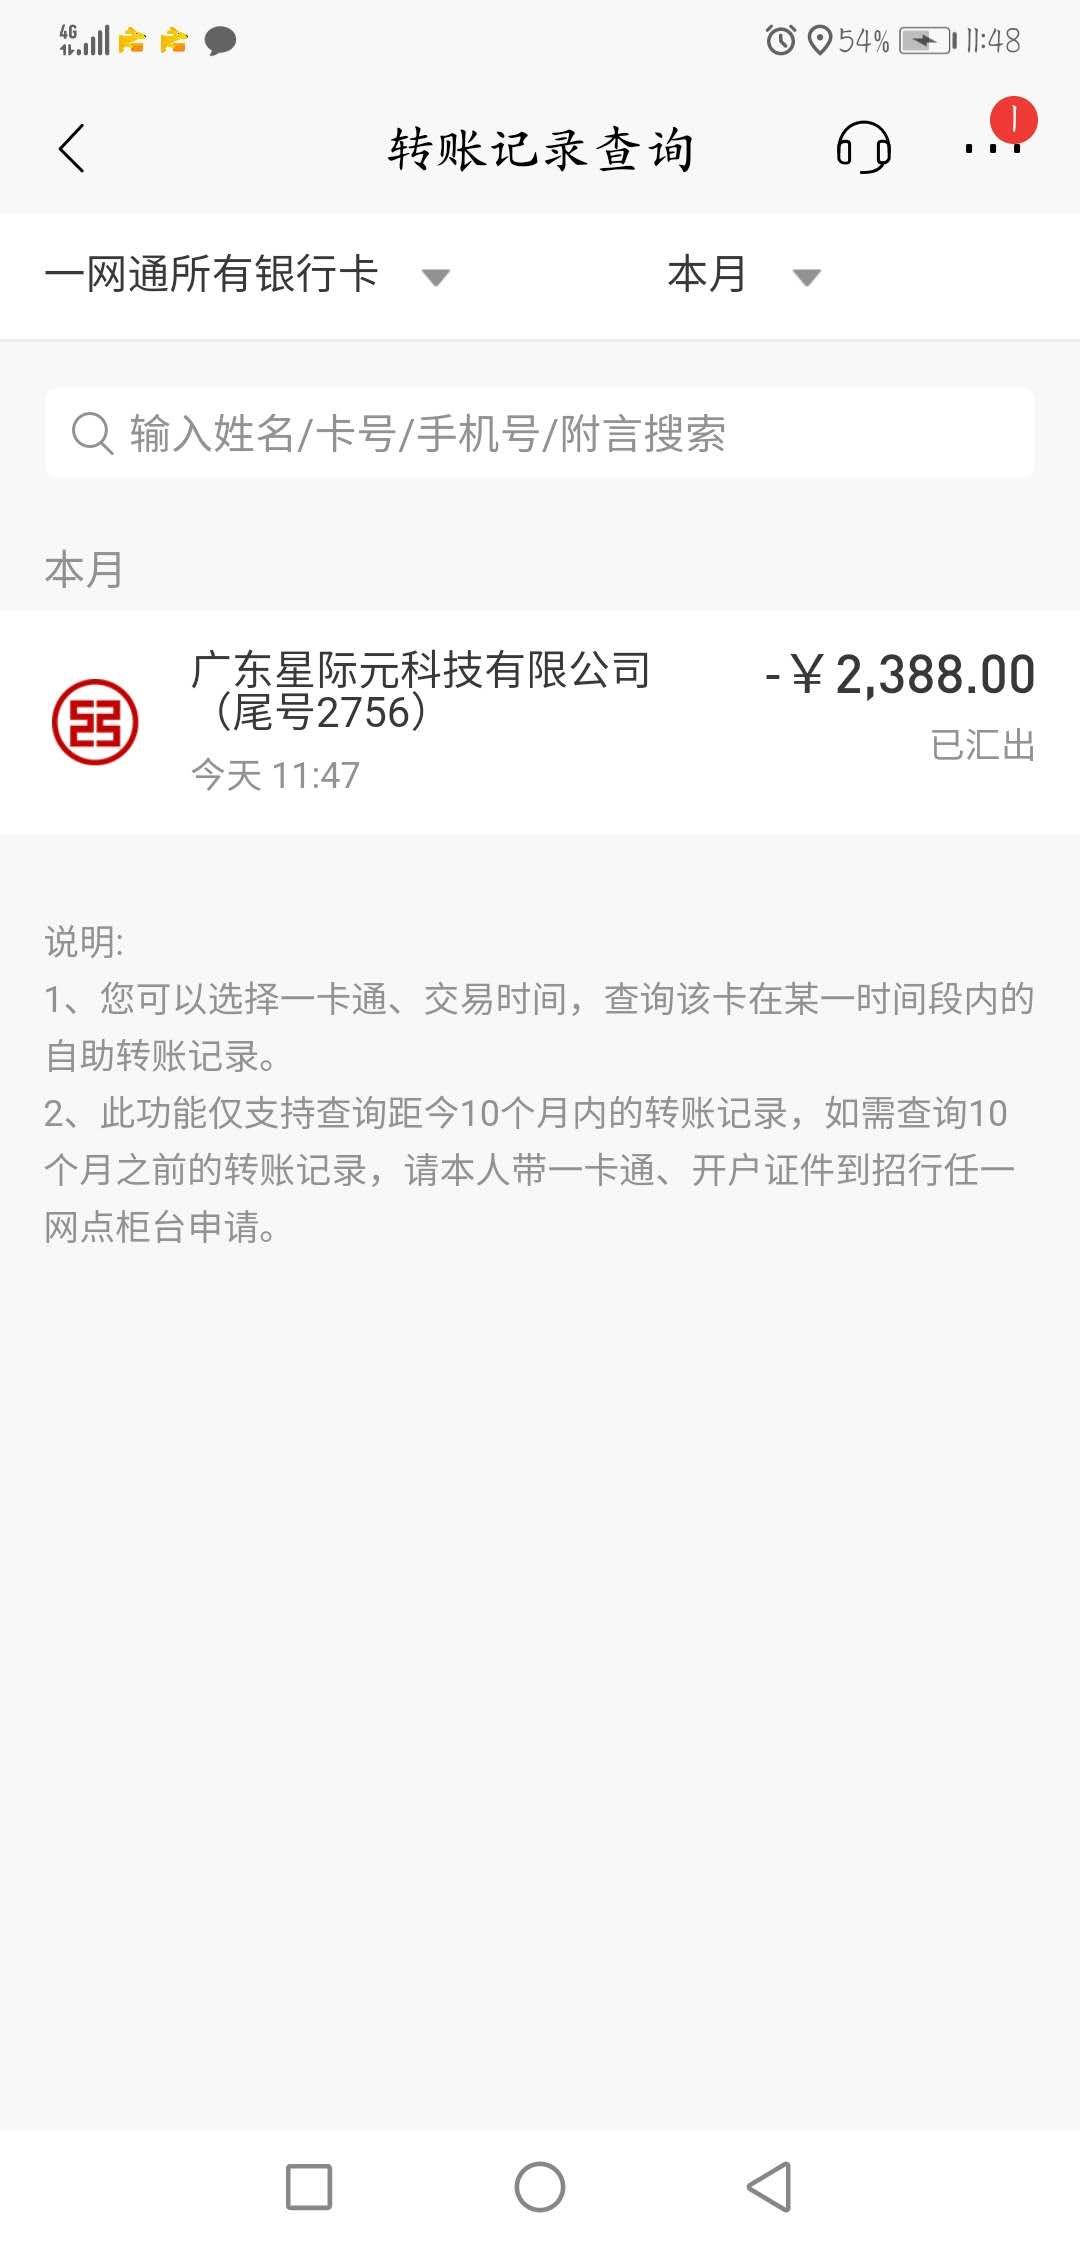 4G 54% 11:48
转账记录查询
1
一网通所有银行卡 本月
输入姓名/卡号/手机号/附言搜索
本月
广东星际元科技有限公司 -￥2,388.00
（尾号2756）
已汇出
今天 11:47
说明:
1、您可以选择一卡通、交易时间，查询该卡在某一时间段内的
自助转账记录。
2、此功能仅支持查询距今10个月内的转账记录，如需查询10
个月之前的转账记录，请本人带一卡通、开户证件到招行任一
网点柜台申请。